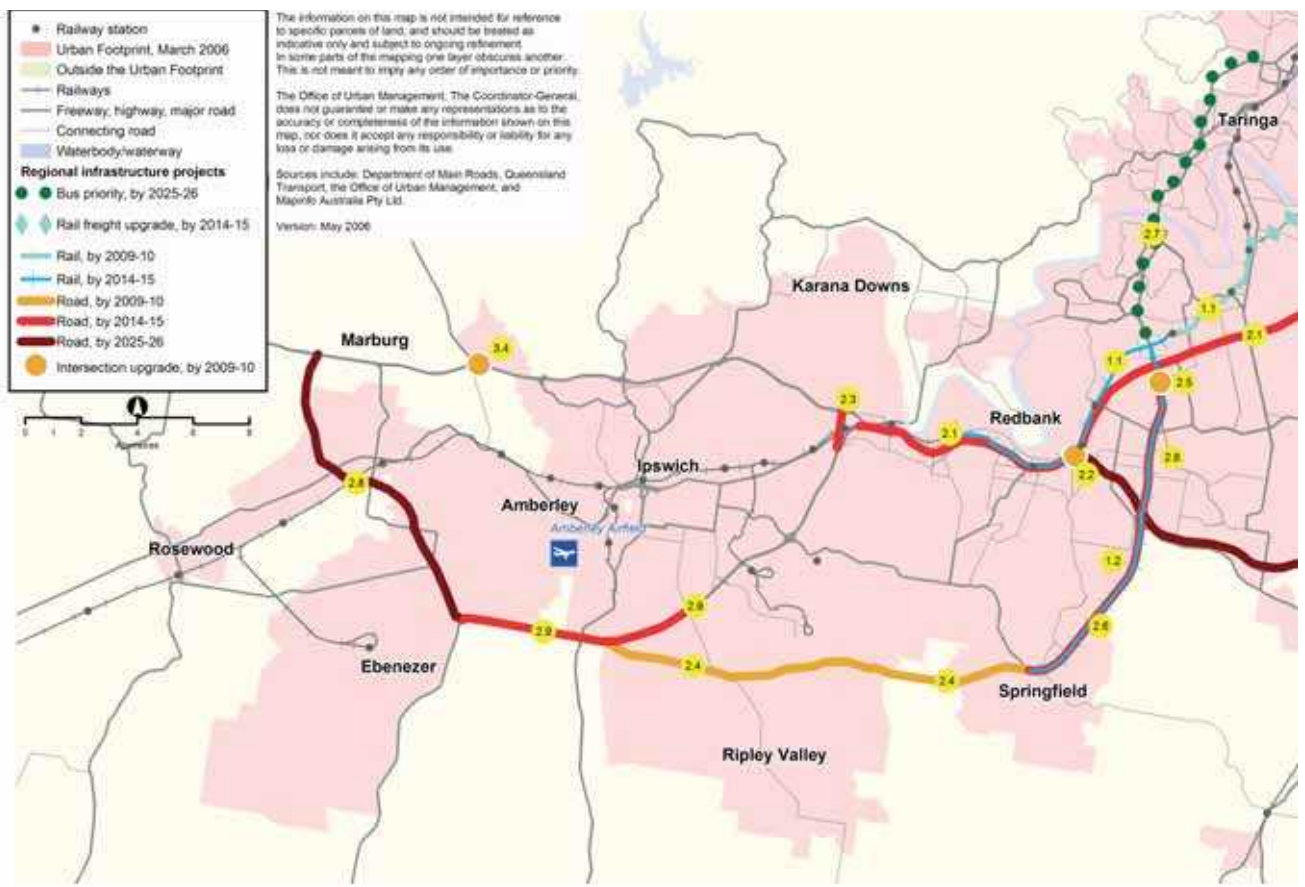 Railway station
Urban Footprint, March 2006
Outside the Urban Footprint
Railways
Freeway, highway, major road
Connecting road
Waterbody/waterway
Regional infrastructure projects
Bus priority, by 2025-26
Rail freight upgrade, by 2014-15
Rail, by 2009-10
Rail, by 2014-15
Road, by 2009-10
Road, by 2014-15
Road, by 2025-26
Intersection upgrade, by 2009-10
The information on this map is not intended for reference
to specific parcels of land, and should be treated as
indicative only and subject to ongoing refinement.
In some parts of the mapping one layer obscures another.
This is not meant to imply any order of importance or priority.
The Office of Urban Management, The Coordinator-General,
does not guarantee or make any representations as to the
accuracy or completeness of the information shown on this
map, nor does it accept any responsibility or liability for any
loss or damage arising from its use.
Sources include: Department of Main Roads, Queensland
Transport, the Office of Urban Management, and
Mapinfo Australia Pty Ltd.
Version: May 2006
0 1 2 4 6 8
Taringa
2.7
Karana Downs
1.1
Marburg
3.4
2.1
1.1
2.5
2.3
Redbank
2.1
2.8
Ipswich
2.2
2.8
Amberley
Amberley Airfield
Rosewood
1.2
2.9
2.9
2.6
Ebenezer
2.4
2.4
Springfield
Ripley Valley